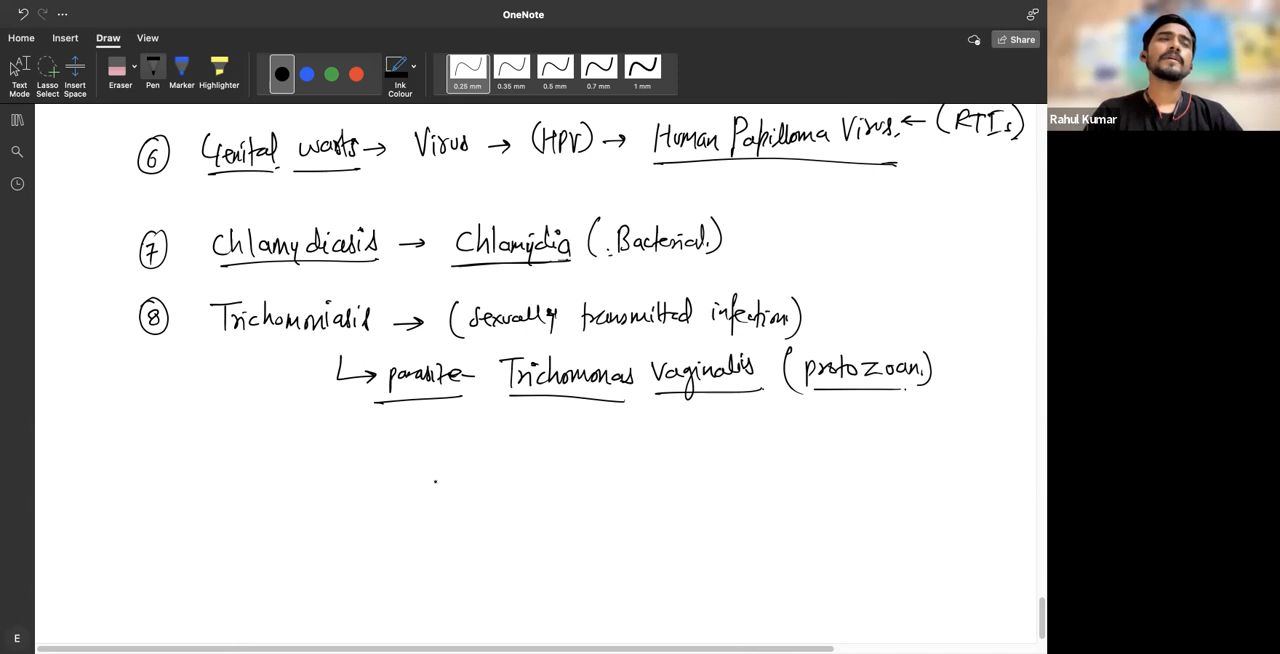 OneNote
Home Insert Draw View
Share
Text Mode
Lasso Select
Insert Space
Eraser
Pen
Marker
Highlighter
Ink Colour
0.25 mm
0.35 mm
0.5 mm
0.7 mm
1 mm
Rahul Kumar
6 Genital warts → Virus → (HPV) → Human Papilloma Virus. ← (RTIs)
7 Chlamydiasis → Chlamydia (Bacterial.)
8 Trichomoniasis → (Sexually transmitted infection)
↳ parasite - Trichomonas vaginalis (protozoan.)
E